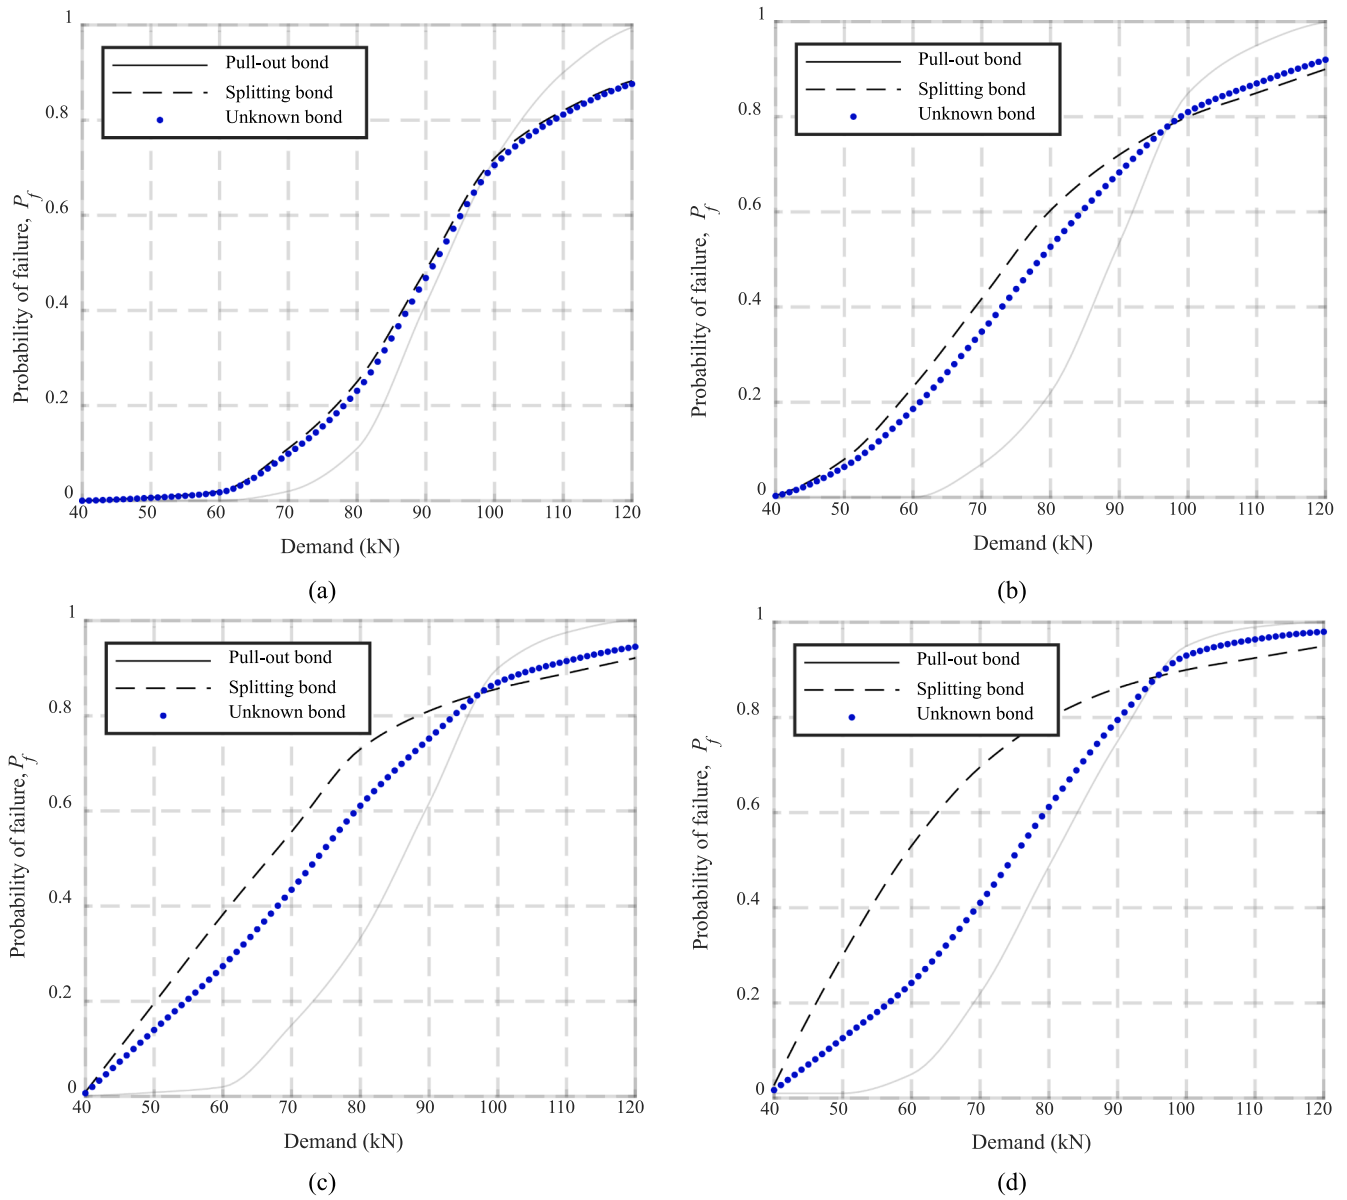 1
Pull-out bond
Splitting bond
Unknown bond
0.8
0.6
0.4
0.2
0
Probability of failure, P_f
40 50 60 70 80 90 100 110 120
Demand (kN)
(a)
1
Pull-out bond
Splitting bond
Unknown bond
0.8
0.6
0.4
0.2
0
Probability of failure, P_f
40 50 60 70 80 90 100 110 120
Demand (kN)
(b)
1
Pull-out bond
Splitting bond
Unknown bond
0.8
0.6
0.4
0.2
0
Probability of failure, P_f
40 50 60 70 80 90 100 110 120
Demand (kN)
(c)
1
Pull-out bond
Splitting bond
Unknown bond
0.8
0.6
0.4
0.2
0
Probability of failure, P_f
40 50 60 70 80 90 100 110 120
Demand (kN)
(d)